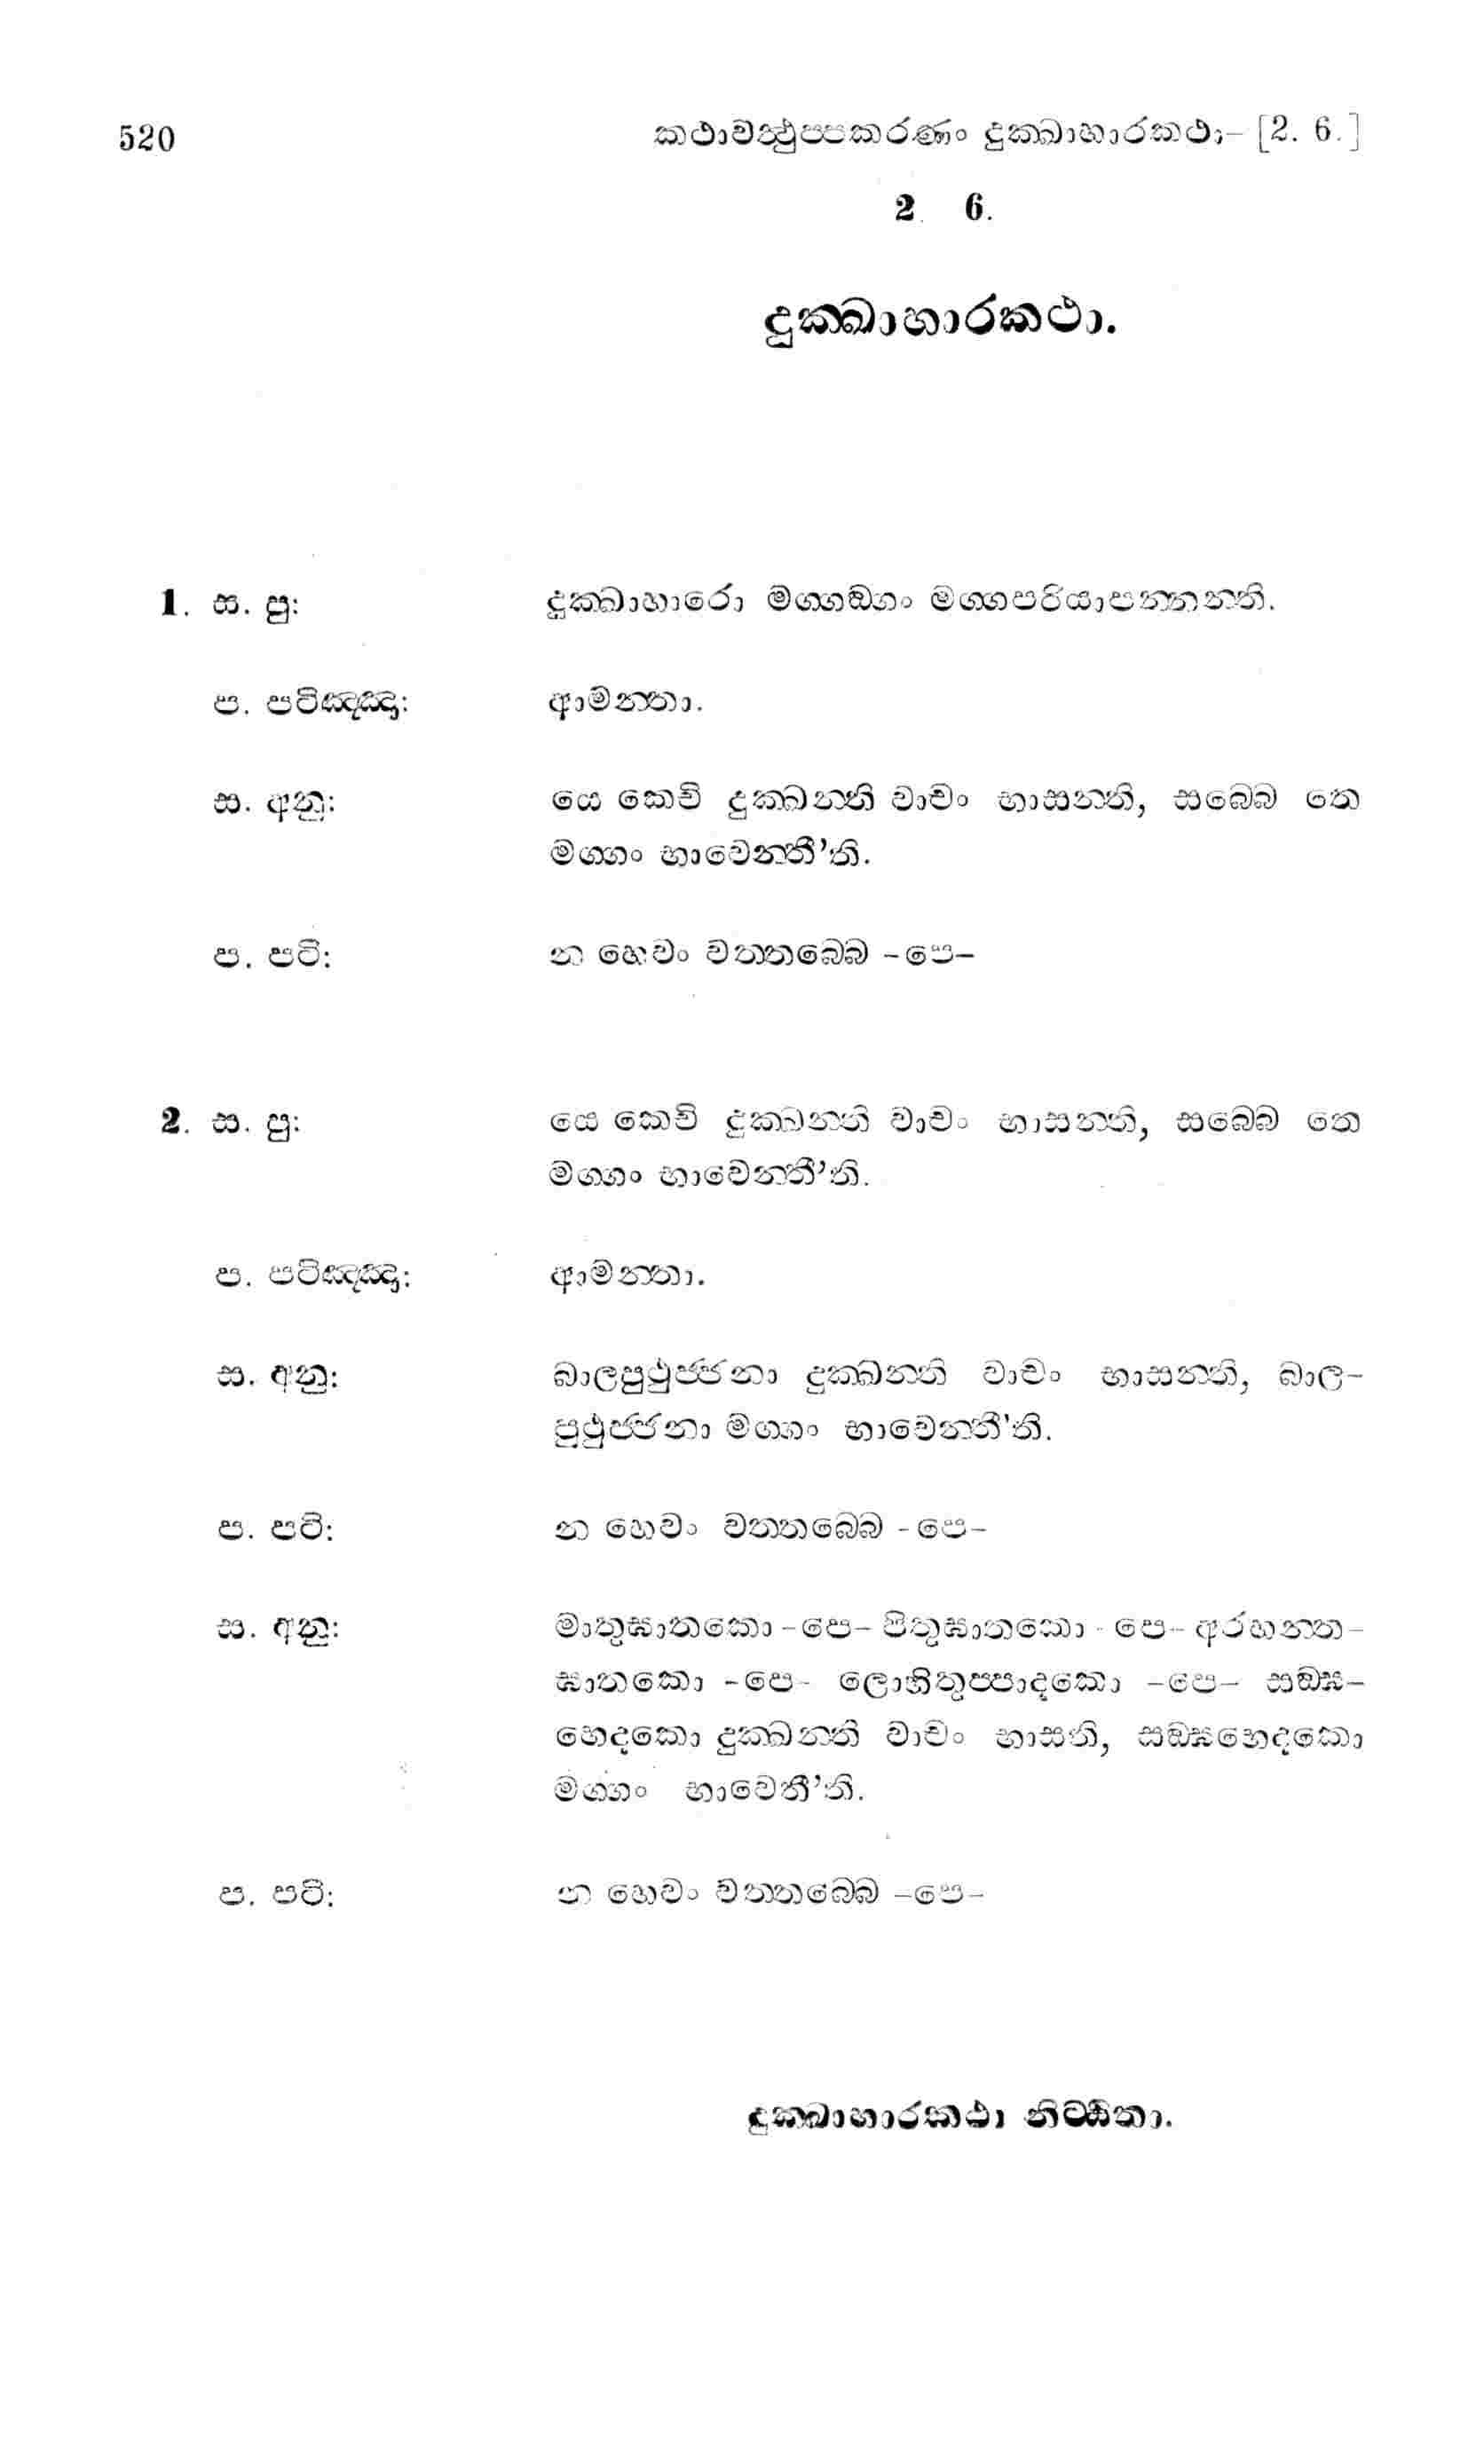 520 කථාවත්‍ථුප්පකරණං දුක්ඛාහාරකථා- [2. 6.]
2. 6.
දුක්ඛාහාරකථා.
1. ස. පු: දුක්ඛාහාරො මග්ගඞ්ගං මග්ගපරියාපන්නන්ති.
ප. පටිඤ්ඤා: ආමන්තා.
ස. අනු: යෙ කෙචි දුක්ඛන්ති වාචං භාසන්ති, සබ්බෙ තෙ
මග්ගං භාවෙන්තී’ති.
ප. පටි: න හෙවං වත්තබ්බෙ -පෙ-
2. ස. පු: යෙ කෙචි දුක්ඛන්ති වාචං භාසන්ති, සබ්බෙ තෙ
මග්ගං භාවෙන්තී’ති.
ප. පටිඤ්ඤා: ආමන්තා.
ස. අනු: බාලපුථුජ්ජනා දුක්ඛන්ති වාචං භාසන්ති, බාල-
පුථුජ්ජනා මග්ගං භාවෙන්තී'ති.
ප. පටි: න හෙවං වත්තබ්බෙ -පෙ-
ස. අනු: මාතුඝාතකො -පෙ- පිතුඝාතකො - පෙ- අරහන්ත-
ඝාතකො -පෙ- ලොහිතුප්පාදකො -පෙ- සඞ්ඝ-
භෙදකො දුක්ඛන්ති වාචං භාසති, සඞ්ඝභෙදකො
මග්ගං භාවෙතී’ති.
ප. පටි: න හෙවං වත්තබ්බෙ -පෙ-
දුක්ඛාහාරකථා නිට්ඨිතා.